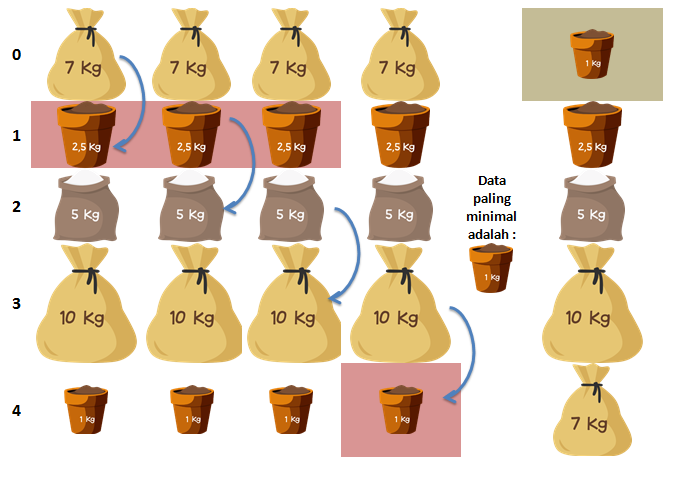 0
7 Kg 7 Kg 7 Kg 7 Kg 1 Kg
1
2,5 Kg 2,5 Kg 2,5 Kg 2,5 Kg 2,5 Kg
2
5 Kg 5 Kg 5 Kg 5 Kg 5 Kg
Data
paling
minimal
adalah :
1 Kg
3
10 Kg 10 Kg 10 Kg 10 Kg 10 Kg
4
1 Kg 1 Kg 1 Kg 1 Kg 7 Kg